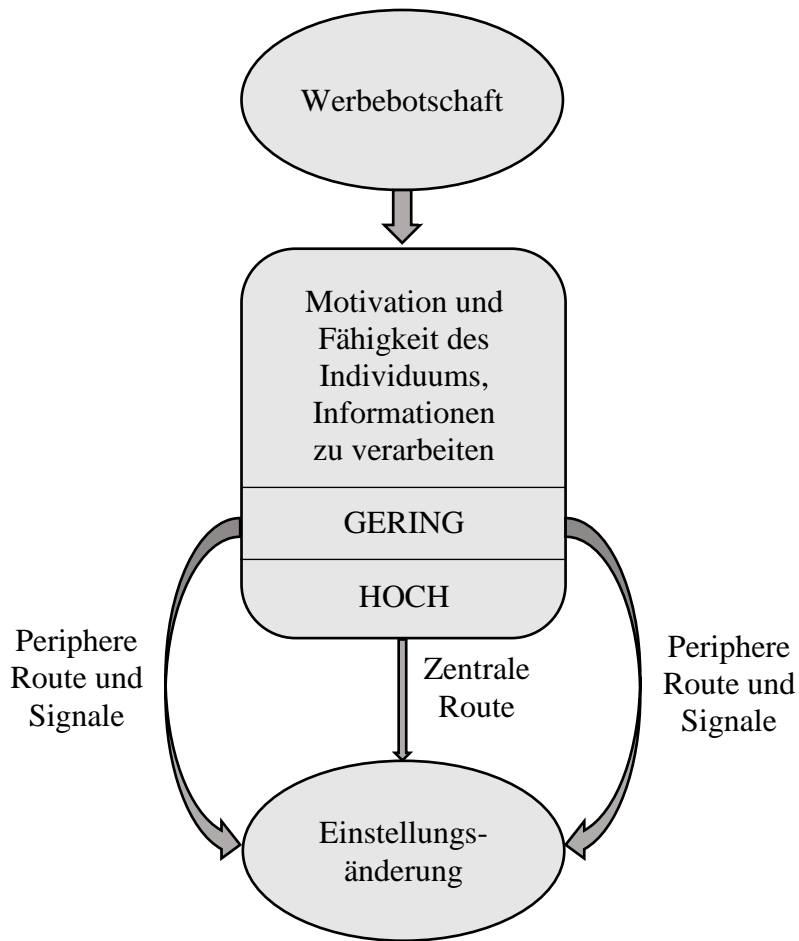 Werbebotschaft
Motivation und
Fähigkeit des
Individuums,
Informationen
zu verarbeiten
GERING
HOCH
Periphere
Route und
Signale
Zentrale
Route
Periphere
Route und
Signale
Einstellungs-
änderung